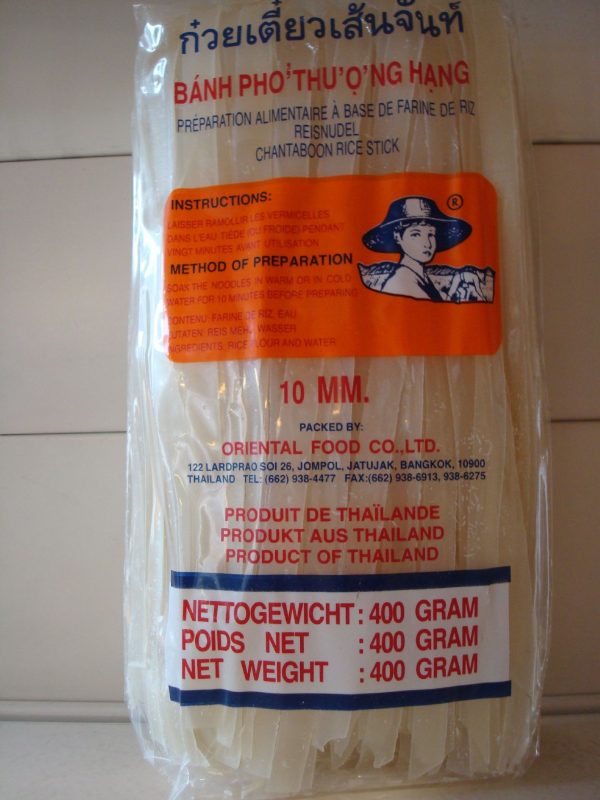 ก๋วยเตี๋ยวเส้นจันท์
BÁNH PHỎ̕ THU̕Ọ̕NG HẠNG
PRÉPARATION ALIMENTAIRE À BASE DE FARINE DE RIZ
REISNUDEL
CHANTABOON RICE STICK
INSTRUCTIONS:
LAISSER RAMOLLIR LES VERMICELLES
DANS L'EAU TIÈDE (OU FROIDE) PENDANT
VINGT MINUTES AVANT UTILISATION
METHOD OF PREPARATION
SOAK THE NOODLES IN WARM OR IN COLD
WATER FOR 10 MINUTES BEFORE PREPARING
CONTENU: FARINE DE RIZ, EAU
ZUTATEN: REIS MEHL, WASSER
INGREDIENTS: RICE FLOUR AND WATER
®
10 MM.
PACKED BY:
ORIENTAL FOOD CO.,LTD.
122 LARDPRAO SOI 26, JOMPOL, JATUJAK, BANGKOK, 10900
THAILAND TEL: (662) 938-4477 FAX:(662) 938-6913, 938-6275
PRODUIT DE THAÏLANDE
PRODUKT AUS THAILAND
PRODUCT OF THAILAND
NETTOGEWICHT : 400 GRAM
POIDS NET : 400 GRAM
NET WEIGHT : 400 GRAM